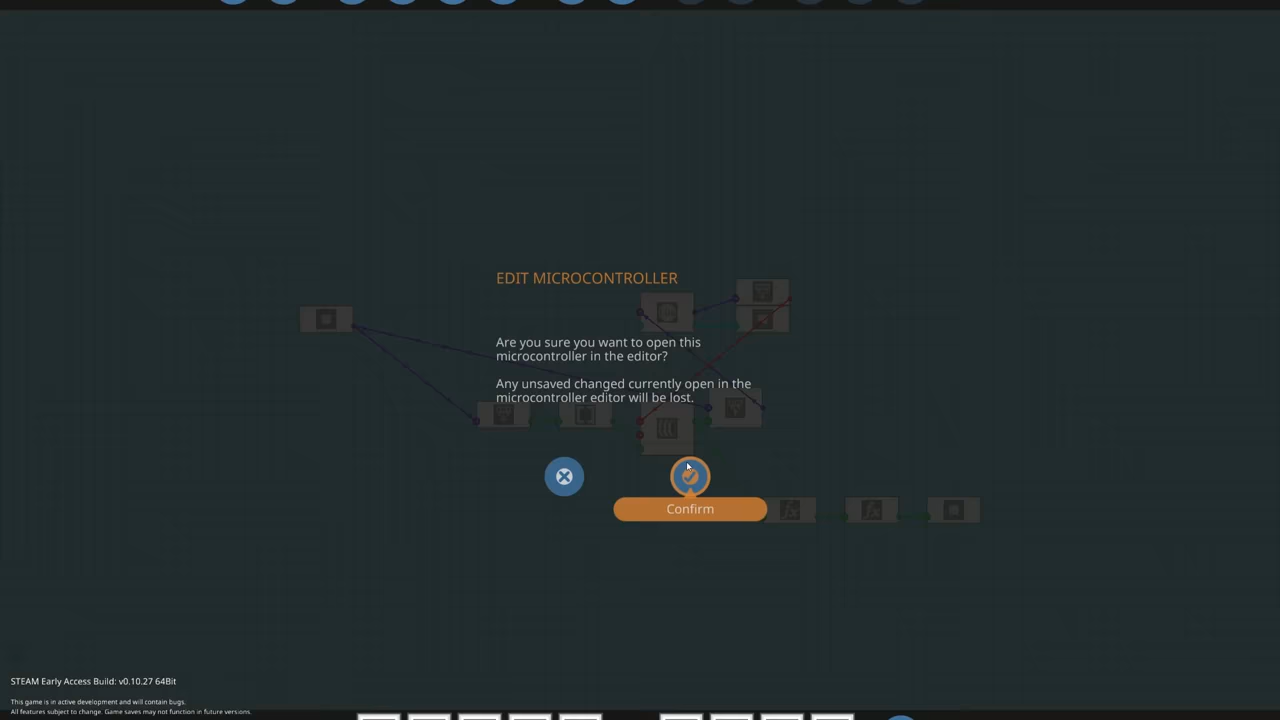 EDIT MICROCONTROLLER
Are you sure you want to open this
microcontroller in the editor?
Any unsaved changed currently open in the
microcontroller editor will be lost.
Confirm
STEAM Early Access Build: v0.10.27 64Bit
This game is in active development and will contain bugs.
All features subject to change. Game saves may not function in future versions.